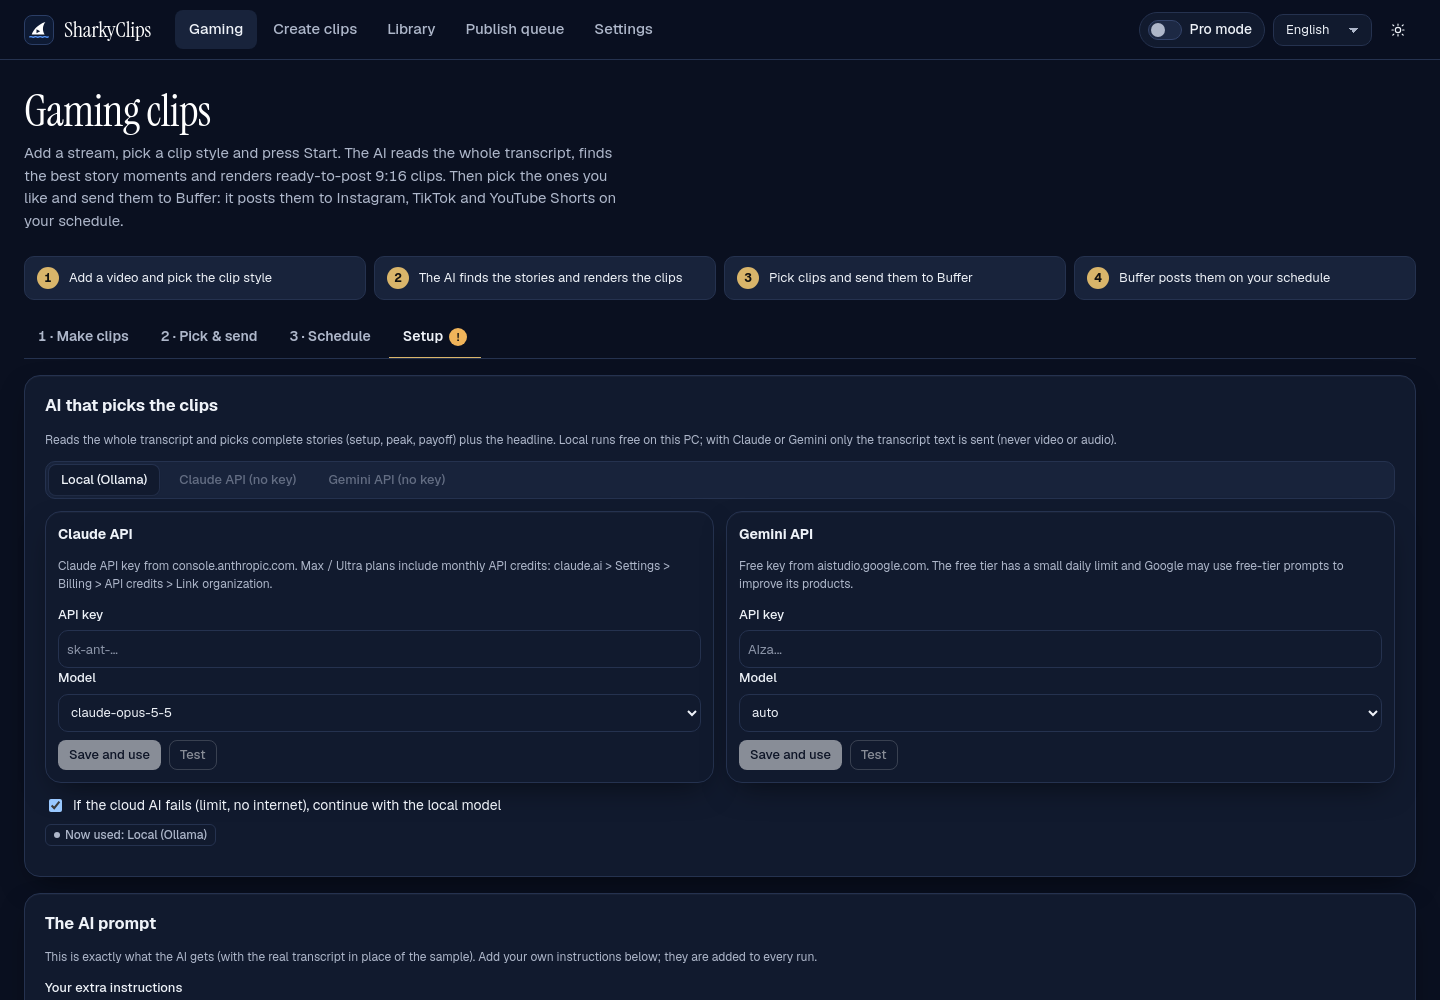 SharkyClips
Gaming
Create clips
Library
Publish queue
Settings
Pro mode
English
Gaming clips
Add a stream, pick a clip style and press Start. The AI reads the whole transcript, finds
the best story moments and renders ready-to-post 9:16 clips. Then pick the ones you
like and send them to Buffer: it posts them to Instagram, TikTok and YouTube Shorts on
your schedule.
1 Add a video and pick the clip style
2 The AI finds the stories and renders the clips
3 Pick clips and send them to Buffer
4 Buffer posts them on your schedule
1 · Make clips
2 · Pick & send
3 · Schedule
Setup !
AI that picks the clips
Reads the whole transcript and picks complete stories (setup, peak, payoff) plus the headline. Local runs free on this PC; with Claude or Gemini only the transcript text is sent (never video or audio).
Local (Ollama)
Claude API (no key)
Gemini API (no key)
Claude API
Claude API key from console.anthropic.com. Max / Ultra plans include monthly API credits: claude.ai > Settings >
Billing > API credits > Link organization.
API key
sk-ant-…
Model
claude-opus-5-5
Save and use
Test
Gemini API
Free key from aistudio.google.com. The free tier has a small daily limit and Google may use free-tier prompts to
improve its products.
API key
AIza…
Model
auto
Save and use
Test
If the cloud AI fails (limit, no internet), continue with the local model
Now used: Local (Ollama)
The AI prompt
This is exactly what the AI gets (with the real transcript in place of the sample). Add your own instructions below; they are added to every run.
Your extra instructions